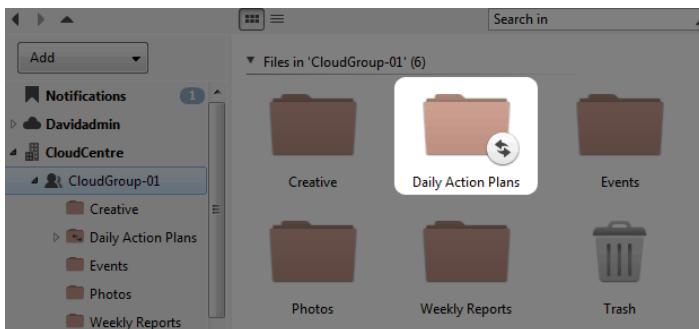 Search in
Add
Files in 'CloudGroup-01' (6)
Notifications 1
Davidadmin
CloudCentre
CloudGroup-01
Creative
Daily Action Plans
Events
Photos
Weekly Reports
Creative
Daily Action Plans
Events
Photos
Weekly Reports
Trash